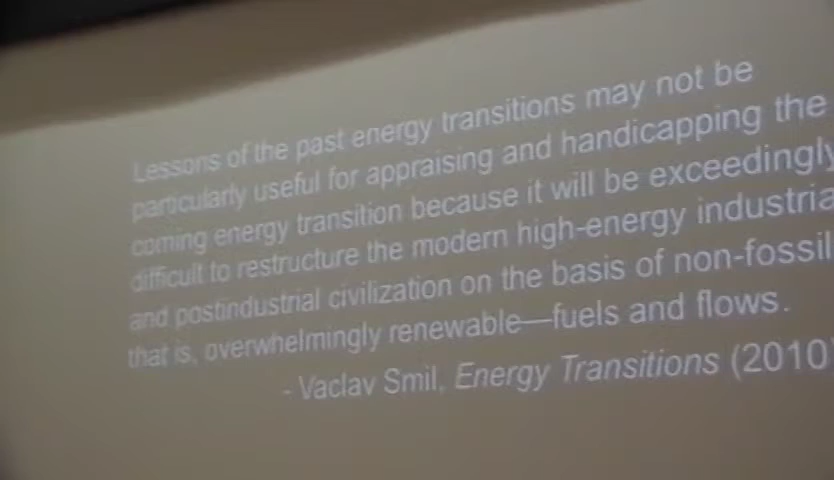 Lessons of the past energy transitions may not be
particularly useful for appraising and handicapping the
coming energy transition because it will be exceedingly
difficult to restructure the modern high-energy industria
and postindustrial civilization on the basis of non-fossil
that is, overwhelmingly renewable—fuels and flows.
- Vaclav Smil, Energy Transitions (2010)